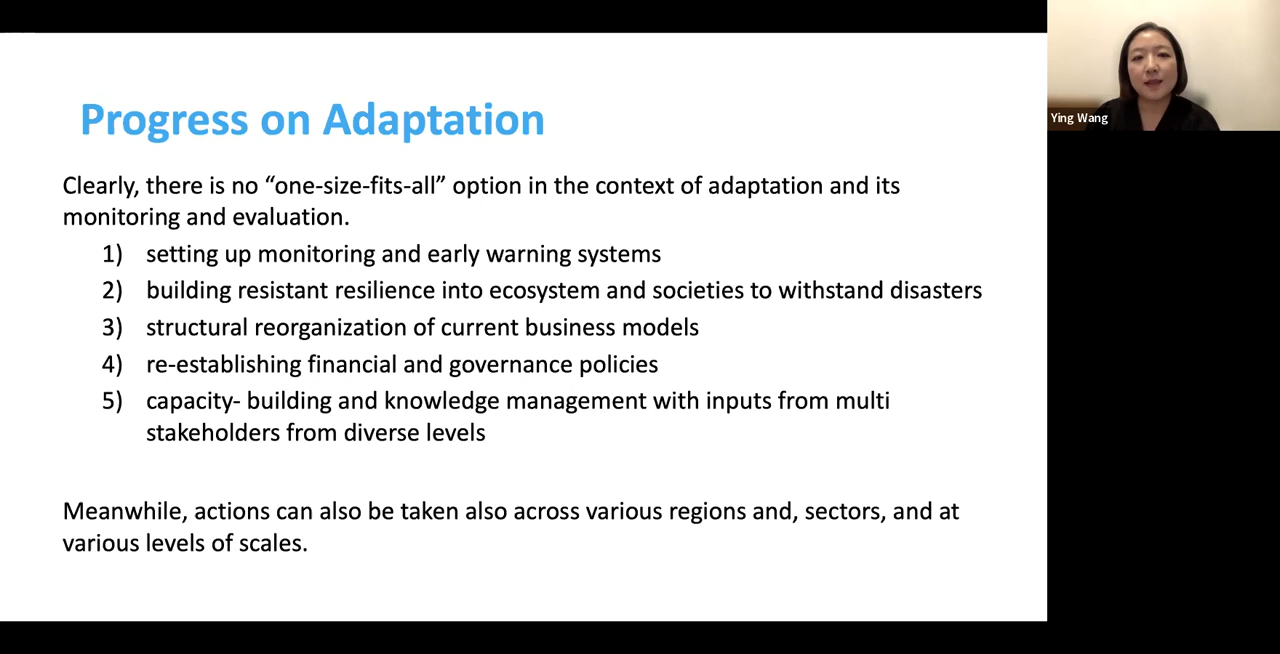 Progress on Adaptation
Clearly, there is no “one-size-fits-all” option in the context of adaptation and its
monitoring and evaluation.
1) setting up monitoring and early warning systems
2) building resistant resilience into ecosystem and societies to withstand disasters
3) structural reorganization of current business models
4) re-establishing financial and governance policies
5) capacity- building and knowledge management with inputs from multi
stakeholders from diverse levels
Meanwhile, actions can also be taken also across various regions and, sectors, and at
various levels of scales.
Ying Wang